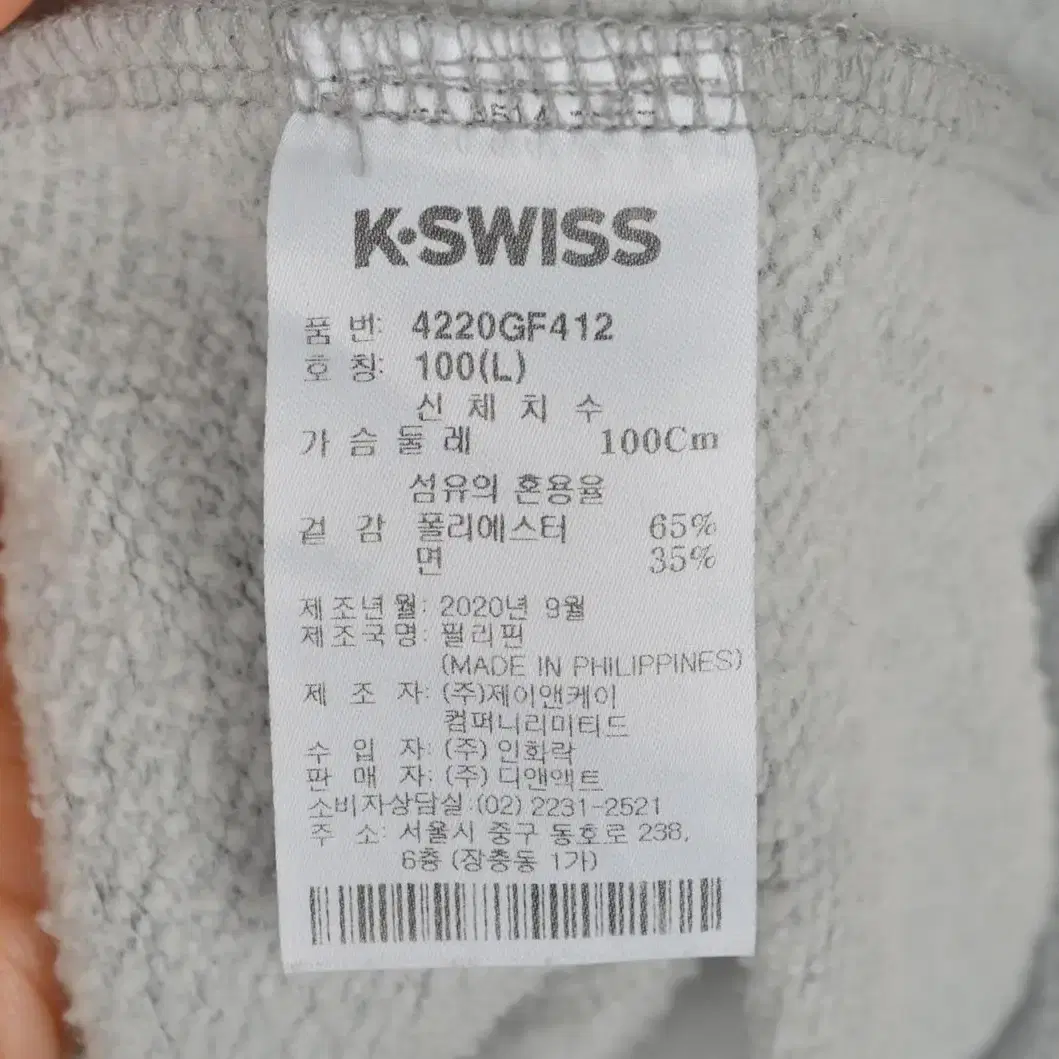 K·SWISS
품 번: 4220GF412
호 칭: 100(L)
신 체 치 수
가 슴 둘 레 100Cm
섬유의 혼용율
겉 감 폴리에스터 65%
면 35%
제조년월: 2020년 9월
제조국명: 필리핀
(MADE IN PHILIPPINES)
제 조 자: (주)제이앤케이
컴퍼니리미티드
수 입 자: (주) 인화락
판 매 자: (주) 디앤액트
소비자상담실:(02) 2231-2521
주 소: 서울시 중구 동호로 238,
6층 (장충동 1가)